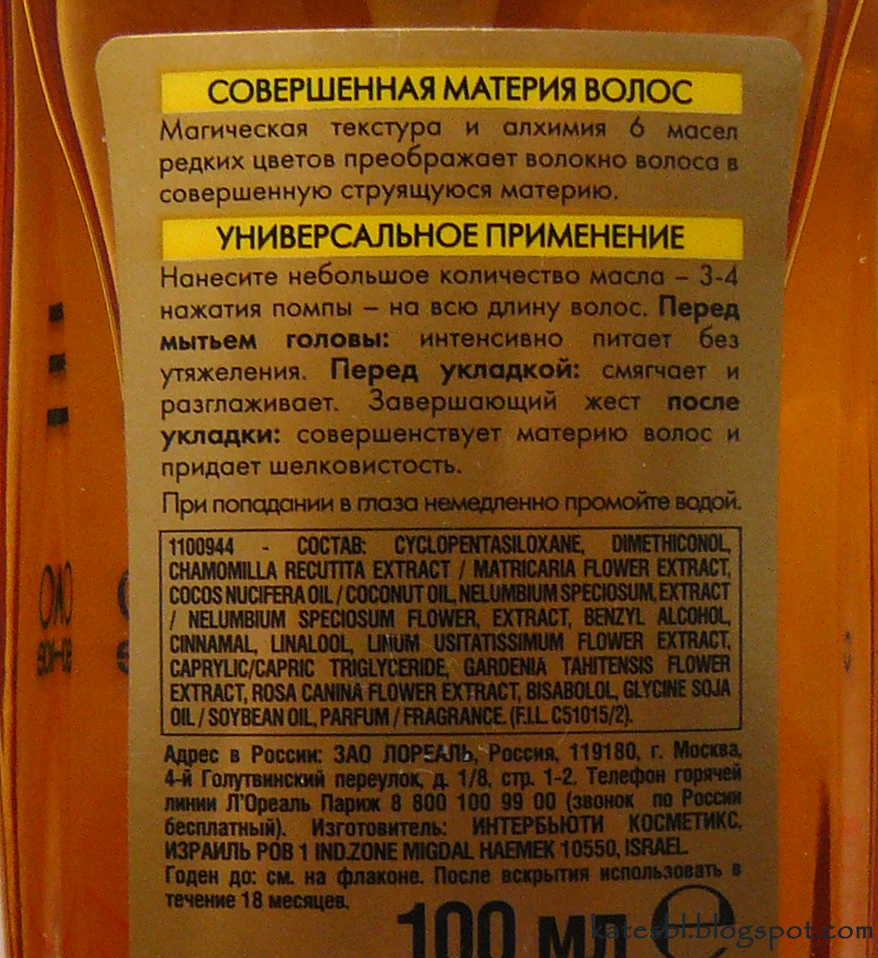 СОВЕРШЕННАЯ МАТЕРИЯ ВОЛОС
Магическая текстура и алхимия 6 масел
редких цветов преображает волокно волоса в
совершенную струящуюся материю.
УНИВЕРСАЛЬНОЕ ПРИМЕНЕНИЕ
Нанесите небольшое количество масла – 3-4
нажатия помпы – на всю длину волос. Перед
мытьем головы: интенсивно питает без
утяжеления. Перед укладкой: смягчает и
разглаживает. Завершающий жест после
укладки: совершенствует материю волос и
придает шелковистость.
При попадании в глаза немедленно промойте водой.
1100944 - СОСТАВ: CYCLOPENTASILOXANE, DIMETHICONOL,
CHAMOMILLA RECUTITA EXTRACT / MATRICARIA FLOWER EXTRACT,
COCOS NUCIFERA OIL / COCONUT OIL, NELUMBIUM SPECIOSUM, EXTRACT
/ NELUMBIUM SPECIOSUM FLOWER, EXTRACT, BENZYL ALCOHOL,
CINNAMAL, LINALOOL, LINUM USITATISSIMUM FLOWER EXTRACT,
CAPRYLIC/CAPRIC TRIGLYCERIDE, GARDENIA TAHITENSIS FLOWER
EXTRACT, ROSA CANINA FLOWER EXTRACT, BISABOLOL, GLYCINE SOJA
OIL / SOYBEAN OIL, PARFUM / FRAGRANCE. (F.I.L. C51015/2).
Адрес в России: ЗАО ЛОРЕАЛЬ, Россия, 119180, г. Москва,
4-й Голутвинский переулок, д. 1/8, стр. 1-2. Телефон горячей
линии Л'Ореаль Париж 8 800 100 99 00 (звонок по России
бесплатный). Изготовитель: ИНТЕРБЬЮТИ КОСМЕТИКС,
ИЗРАИЛЬ POB 1 IND.ZONE MIGDAL HAEMEK 10550, ISRAEL.
Годен до: см. на флаконе. После вскрытия использовать в
течение 18 месяцев.
100 МЛ e
katesbl.blogspot.com